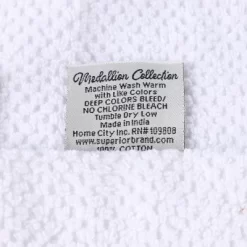 Medallion Collection
Machine Wash Warm
with Like Colors
DEEP COLORS BLEED/
NO CHLORINE BLEACH
Tumble Dry Low
Made in India
Home City Inc. RN#109808
www.superiorbrand.com
100% COTTON